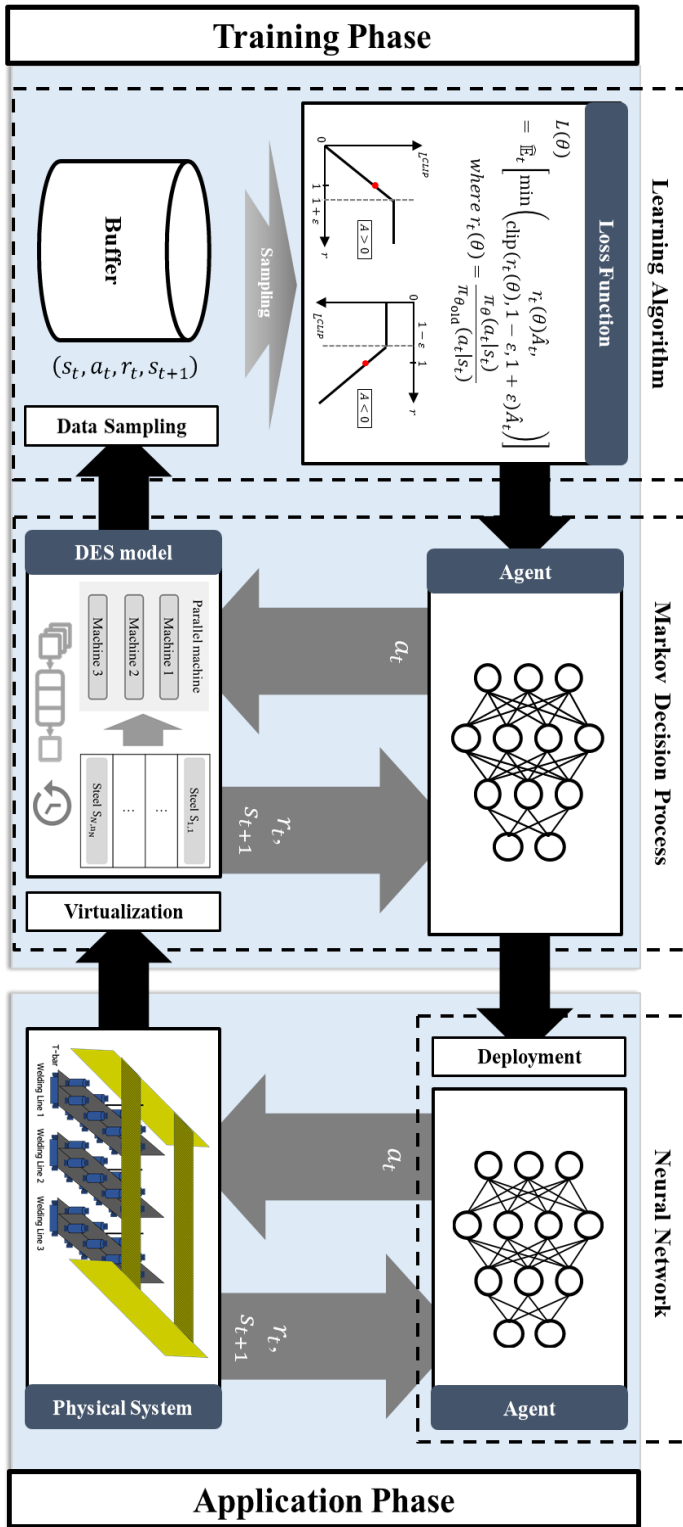 Training Phase
Learning Algorithm
Loss Function
L(θ)
= 𝔼̂_t [ min ( r_t(θ)Â_t,
clip(r_t(θ), 1 − ε, 1 + ε)Â_t ) ]
where r_t(θ) = π_θ(a_t|s_t) / π_θold(a_t|s_t)
L^CLIP
A > 0
0
1
1 + ε
r
0
1 − ε
1
r
A < 0
L^CLIP
Sampling
Buffer
(s_t, a_t, r_t, s_{t+1})
Data Sampling
Markov Decision Process
Agent
a_t
r_t,
s_{t+1}
DES model
Parallel machine
Machine 1
Machine 2
Machine 3
Steel S_{1,1}
⋮
⋮
Steel S_{N,n_N}
Virtualization
Neural Network
Deployment
Agent
a_t
r_t,
s_{t+1}
T-bar
Welding Line 1
Welding Line 2
Welding Line 3
Physical System
Application Phase